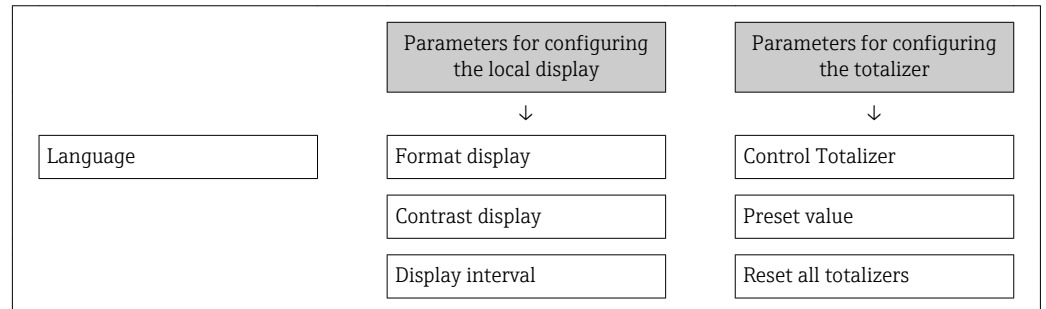 Parameters for configuring
the local display
Parameters for configuring
the totalizer
↓
↓
Language
Format display
Control Totalizer
Contrast display
Preset value
Display interval
Reset all totalizers